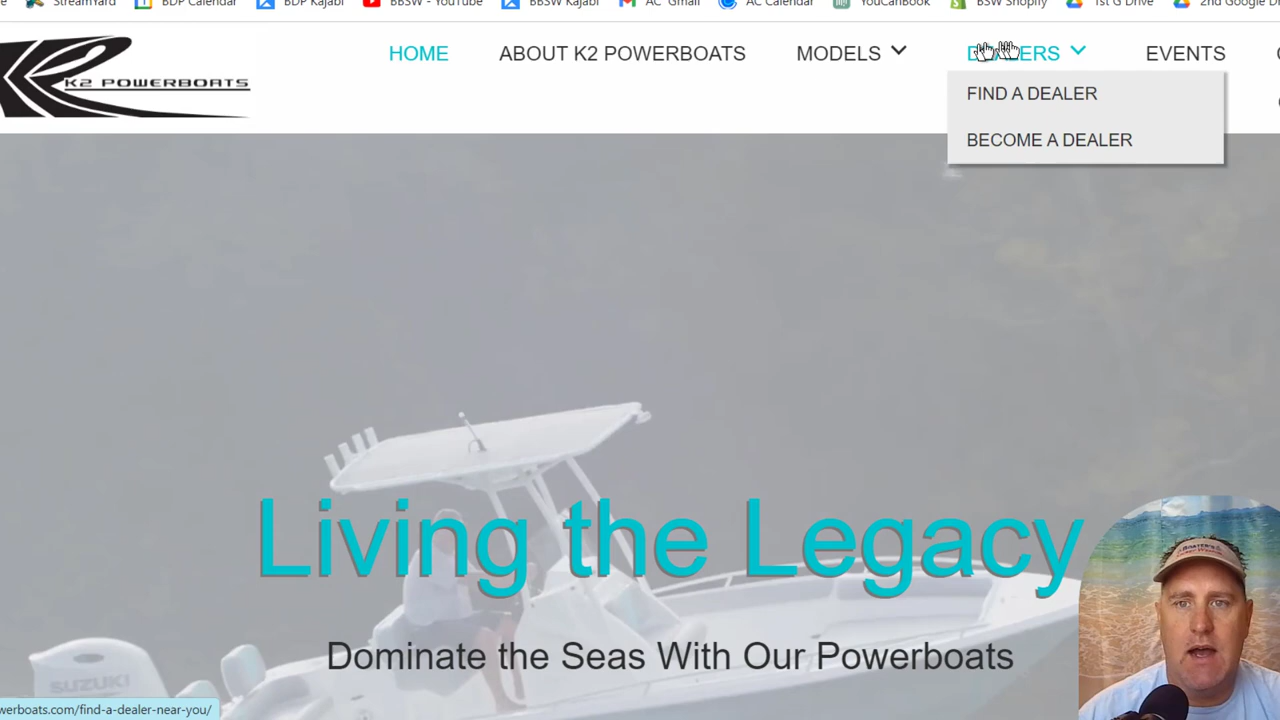 StreamYard BDP Calendar BDP Kajabi BBSW - YouTube BBSW Kajabi AC Gmail AC Calendar YouCanBook BSW Shopify 1st G Drive 2nd Google D
K2 POWERBOATS
HOME ABOUT K2 POWERBOATS MODELS DEALERS EVENTS
FIND A DEALER
BECOME A DEALER
Living the Legacy
Dominate the Seas With Our Powerboats
SUZUKI
werboats.com/find-a-dealer-near-you/